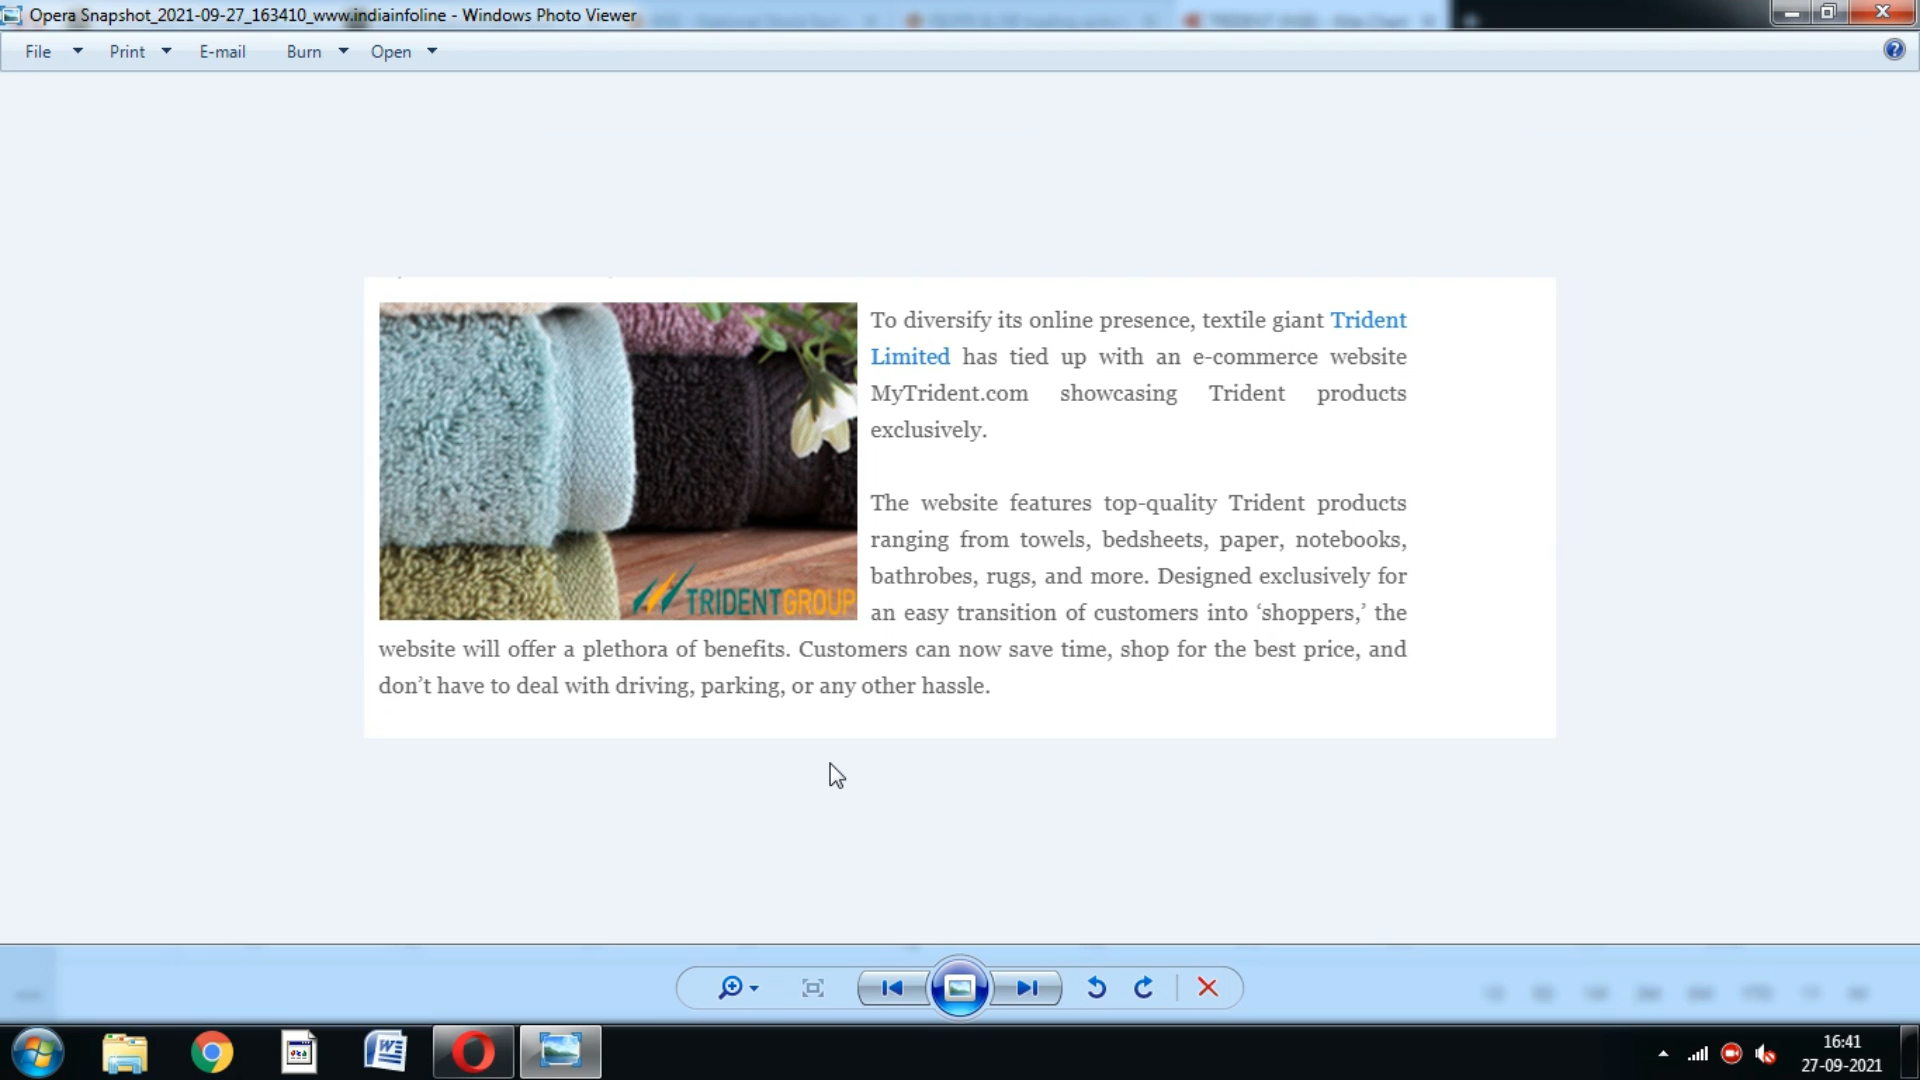 Opera Snapshot_2021-09-27_163410_www.indiainfoline - Windows Photo Viewer
File Print E-mail Burn Open
To diversify its online presence, textile giant Trident
Limited has tied up with an e-commerce website
MyTrident.com showcasing Trident products
exclusively.
The website features top-quality Trident products
ranging from towels, bedsheets, paper, notebooks,
bathrobes, rugs, and more. Designed exclusively for
an easy transition of customers into ‘shoppers,’ the
TRIDENTGROUP
website will offer a plethora of benefits. Customers can now save time, shop for the best price, and
don’t have to deal with driving, parking, or any other hassle.
16:41
27-09-2021